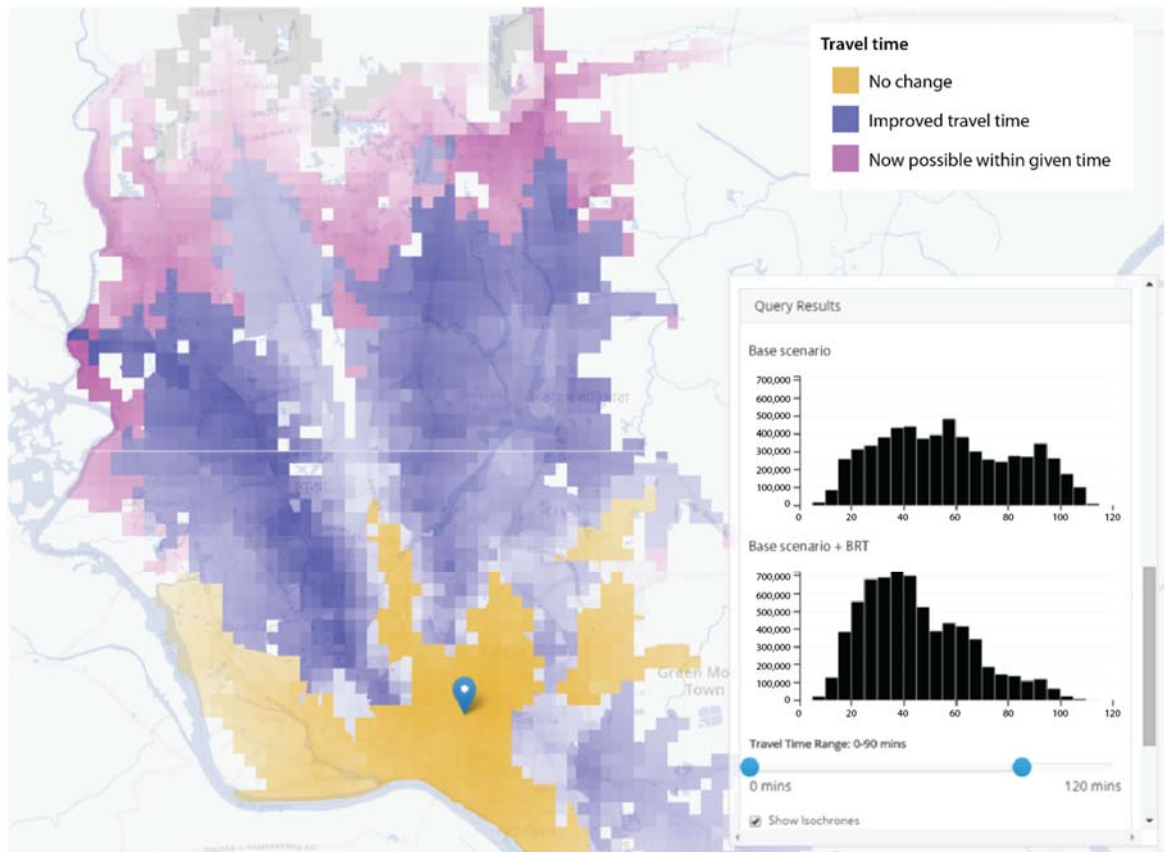 Travel time
No change
Improved travel time
Now possible within given time
Query Results
Base scenario
700,000
600,000
500,000
400,000
300,000
200,000
100,000
0
0 20 40 60 80 100 120
Base scenario + BRT
700,000
600,000
500,000
400,000
300,000
200,000
100,000
0
0 20 40 60 80 100 120
Travel Time Range: 0-90 mins
0 mins 120 mins
Show Isochrones
Green Mo
Town